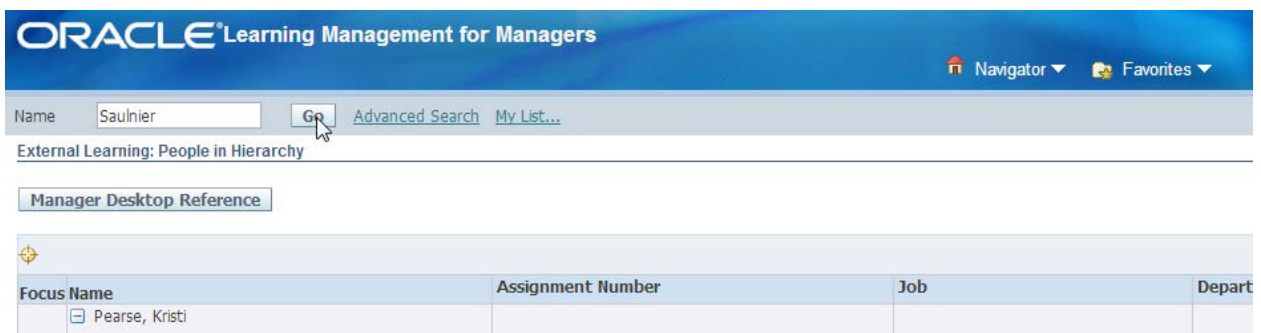 ORACLE® Learning Management for Managers
Navigator Favorites
Name Saulnier Go Advanced Search My List...
External Learning: People in Hierarchy
Manager Desktop Reference
Focus Name Assignment Number Job Depart
Pearse, Kristi